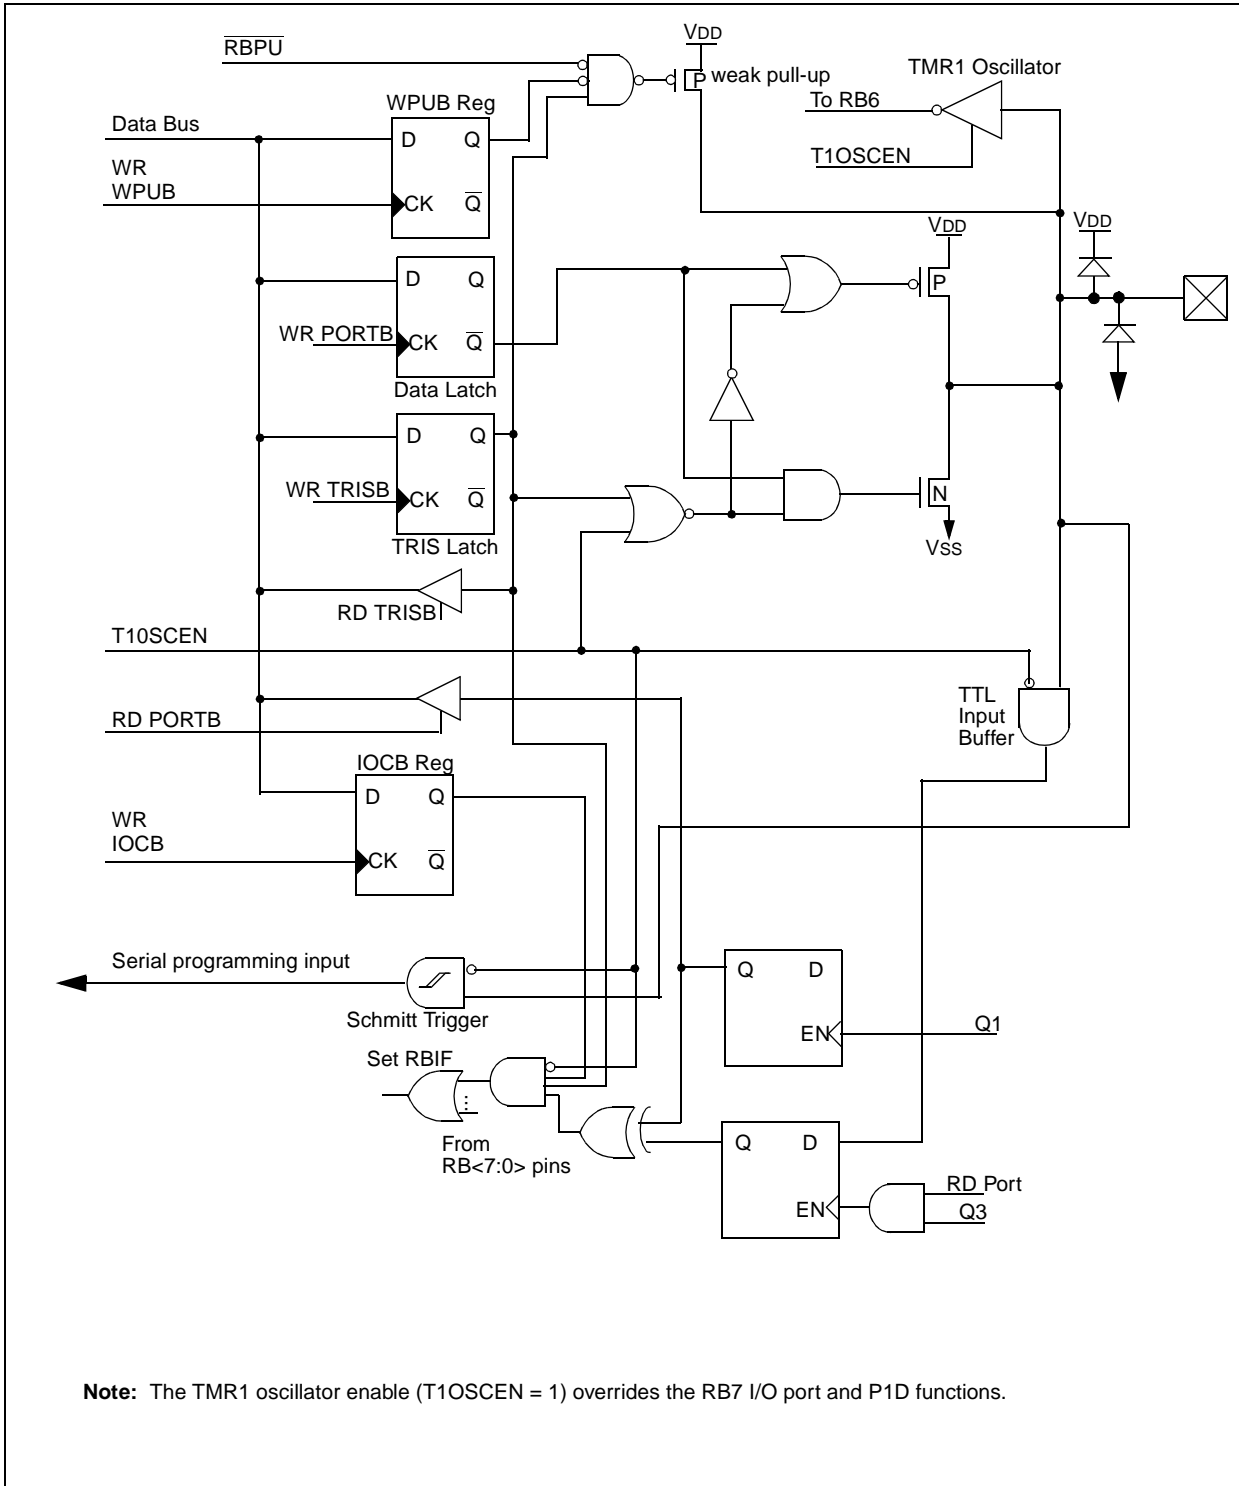 VDD
RBPU
weak pull-up
TMR1 Oscillator
P
To RB6
WPUB Reg
Data Bus
D Q
T1OSCEN
WR
WPUB
CK Q
VDD
VDD
D Q
P
WR PORTB
CK Q
Data Latch
D Q
WR TRISB
CK Q
N
TRIS Latch
VSS
RD TRISB
T10SCEN
TTL
Input
Buffer
RD PORTB
IOCB Reg
D Q
WR
IOCB
CK Q
Serial programming input
Q D
Schmitt Trigger
EN
Q1
Set RBIF
From
RB<7:0> pins
Q D
RD Port
EN
Q3
Note: The TMR1 oscillator enable (T1OSCEN = 1) overrides the RB7 I/O port and P1D functions.